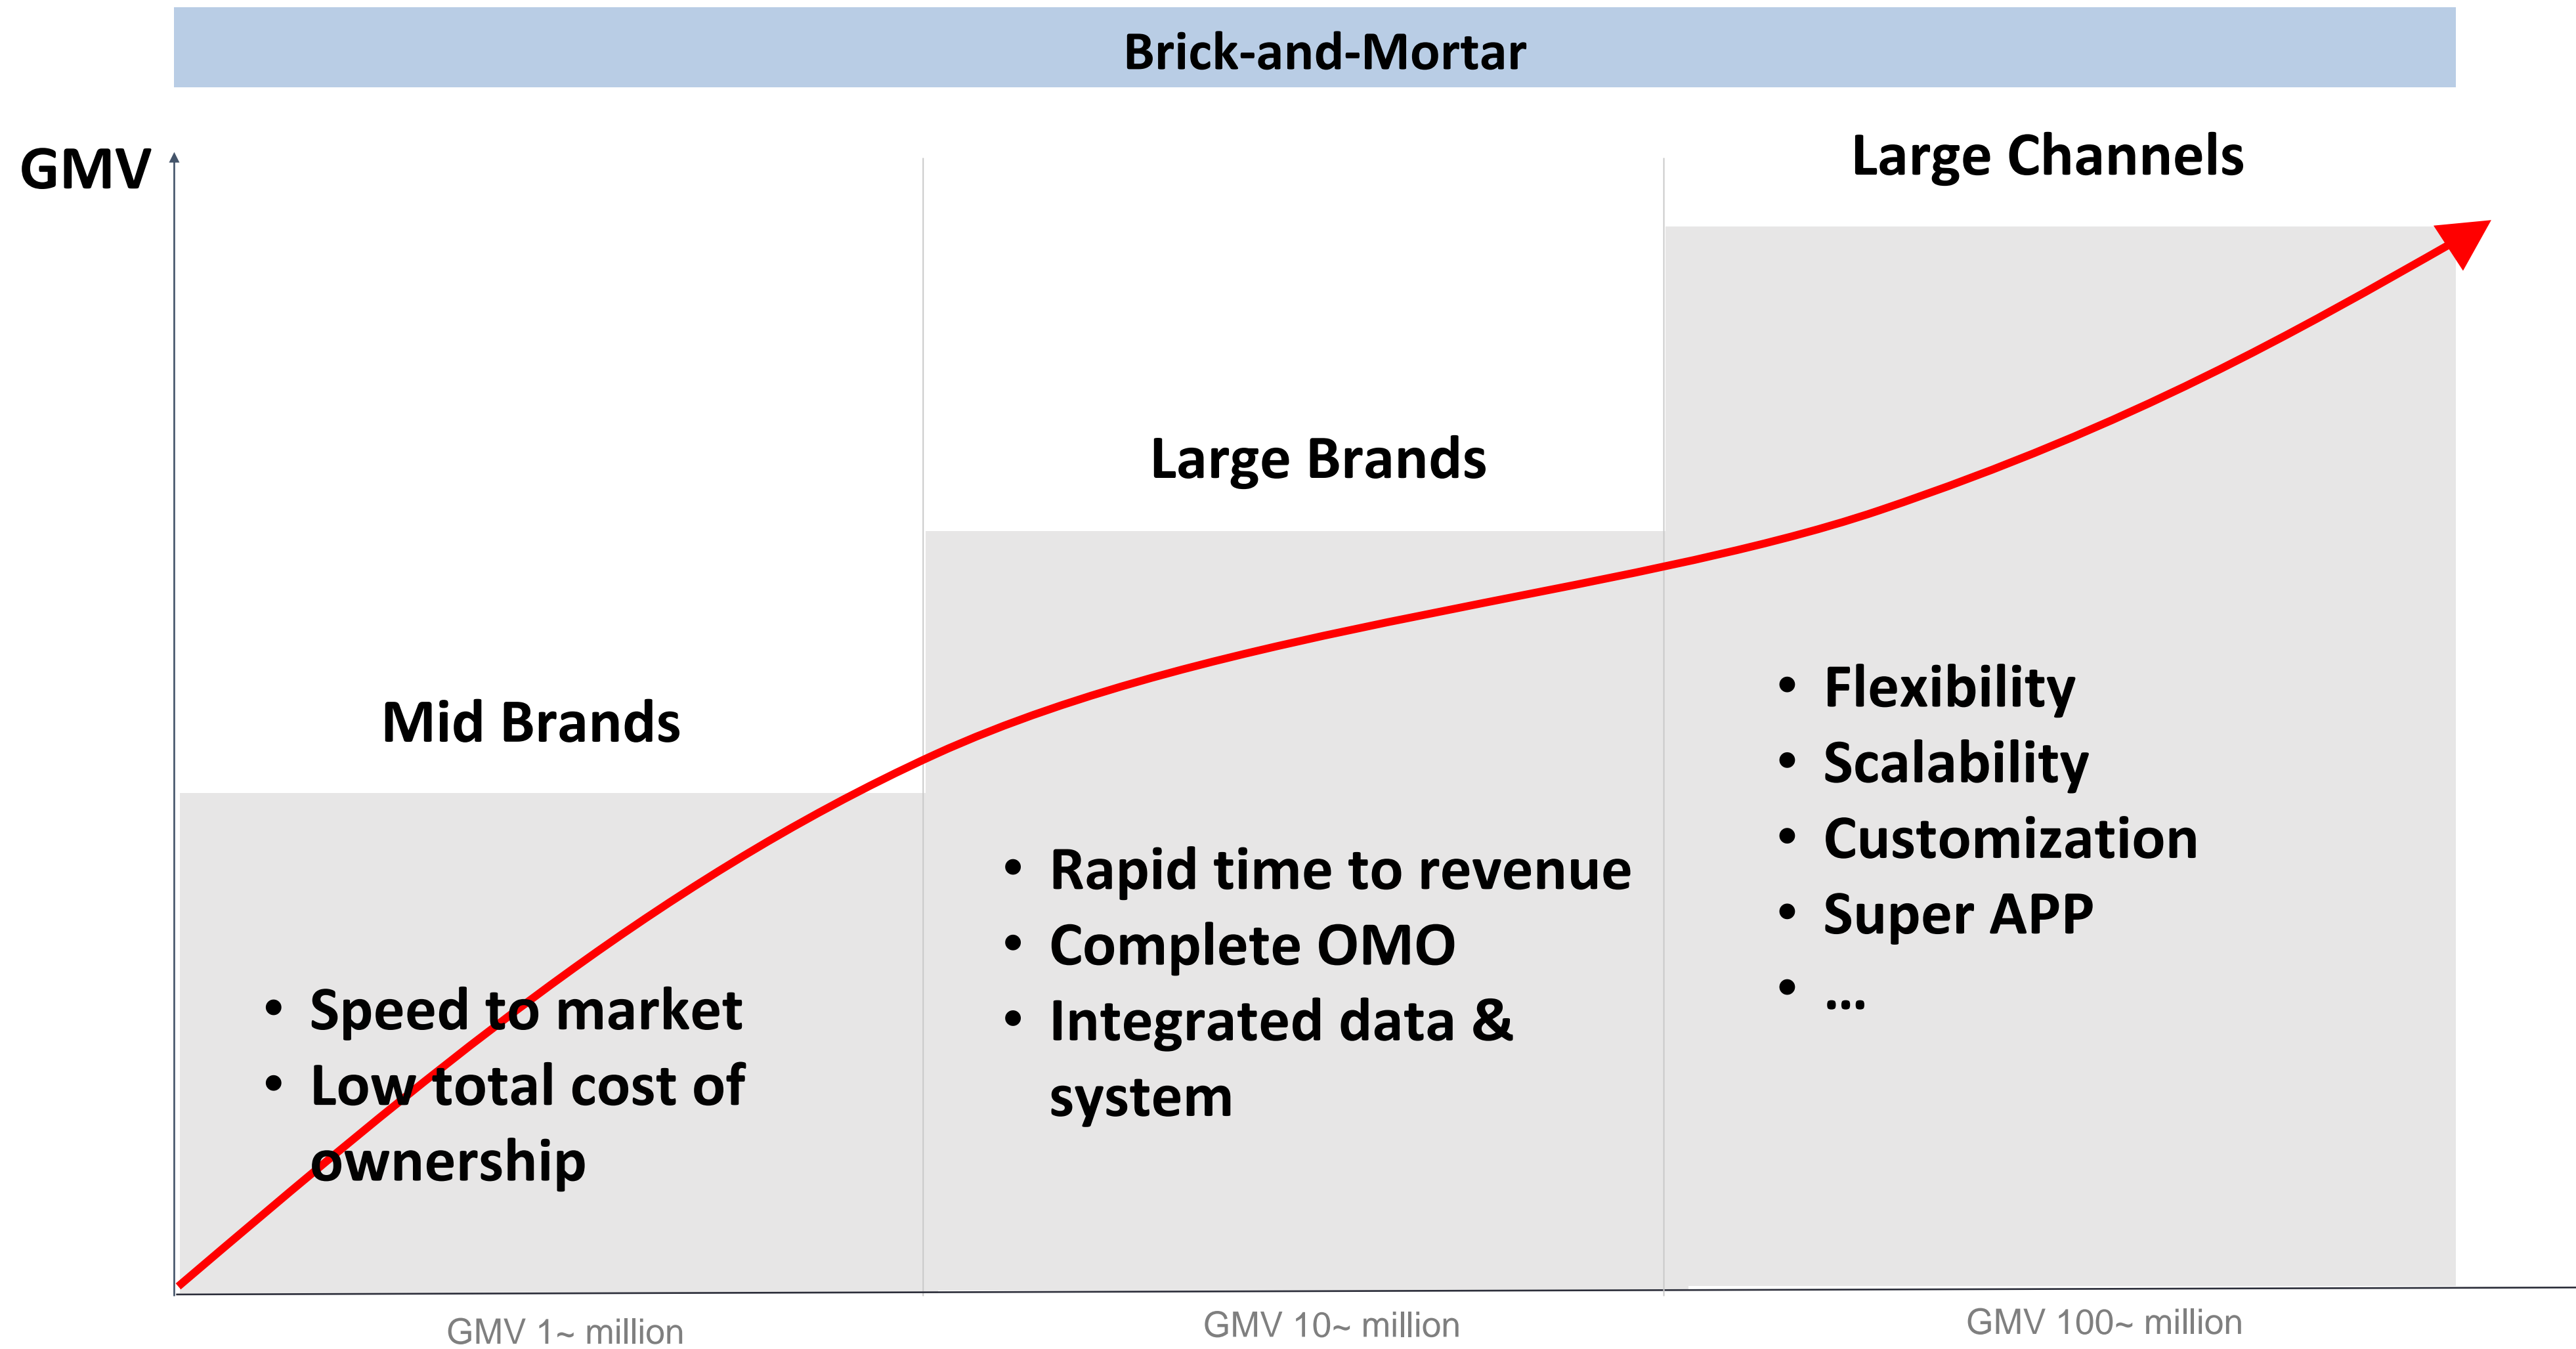 Brick-and-Mortar
GMV
Large Channels
Large Brands
Mid Brands
• Speed to market
• Low total cost of
ownership
• Rapid time to revenue
• Complete OMO
• Integrated data &
system
• Flexibility
• Scalability
• Customization
• Super APP
• ...
GMV 1~ million
GMV 10~ million
GMV 100~ million